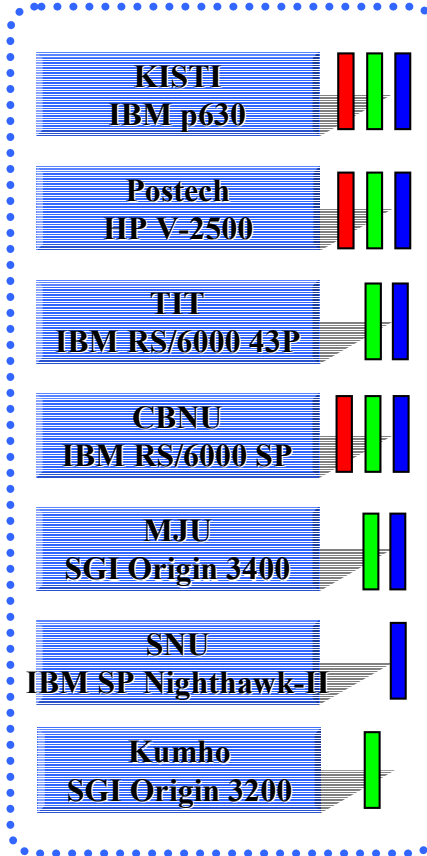 KISTI
IBM p630
Postech
HP V-2500
TIT
IBM RS/6000 43P
CBNU
IBM RS/6000 SP
MJU
SGI Origin 3400
SNU
IBM SP Nighthawk-II
Kumho
SGI Origin 3200